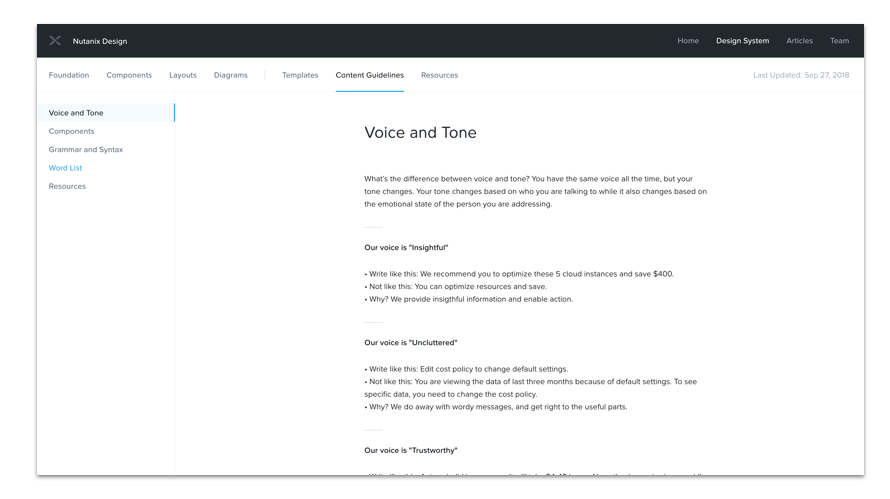 Nutanix Design
Home Design System Articles Team
Foundation Components Layouts Diagrams Templates Content Guidelines Resources Last Updated: Sep 27, 2018
Voice and Tone
Components
Grammar and Syntax
Word List
Resources
Voice and Tone
What's the difference between voice and tone? You have the same voice all the time, but your
tone changes. Your tone changes based on who you are talking to while it also changes based on
the emotional state of the person you are addressing.
Our voice is "Insightful"
• Write like this: We recommend you to optimize these 5 cloud instances and save $400.
• Not like this: You can optimize resources and save.
• Why? We provide insigthful information and enable action.
Our voice is "Uncluttered"
• Write like this: Edit cost policy to change default settings.
• Not like this: You are viewing the data of last three months because of default settings. To see
specific data, you need to change the cost policy.
• Why? We do away with wordy messages, and get right to the useful parts.
Our voice is "Trustworthy"